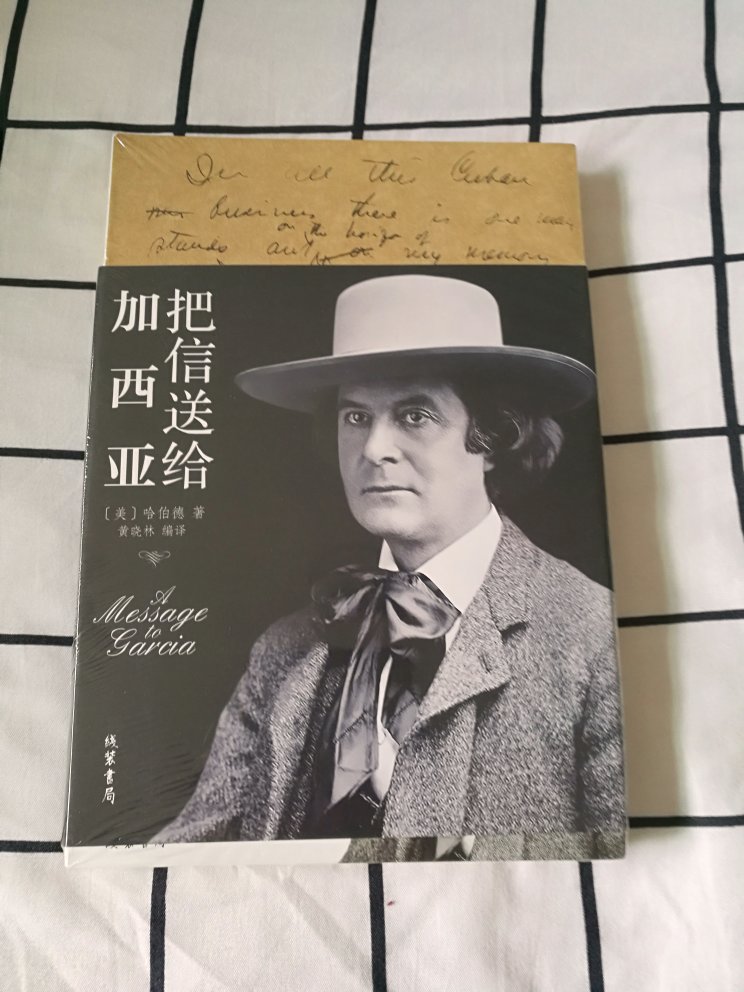 In all this Cuban
business there is one man
on the horizon of
stands out my memory
把信送给
加西亚
〔美〕哈伯德 著
黄晓林 编译
A
Message
to
Garcia
线装书局